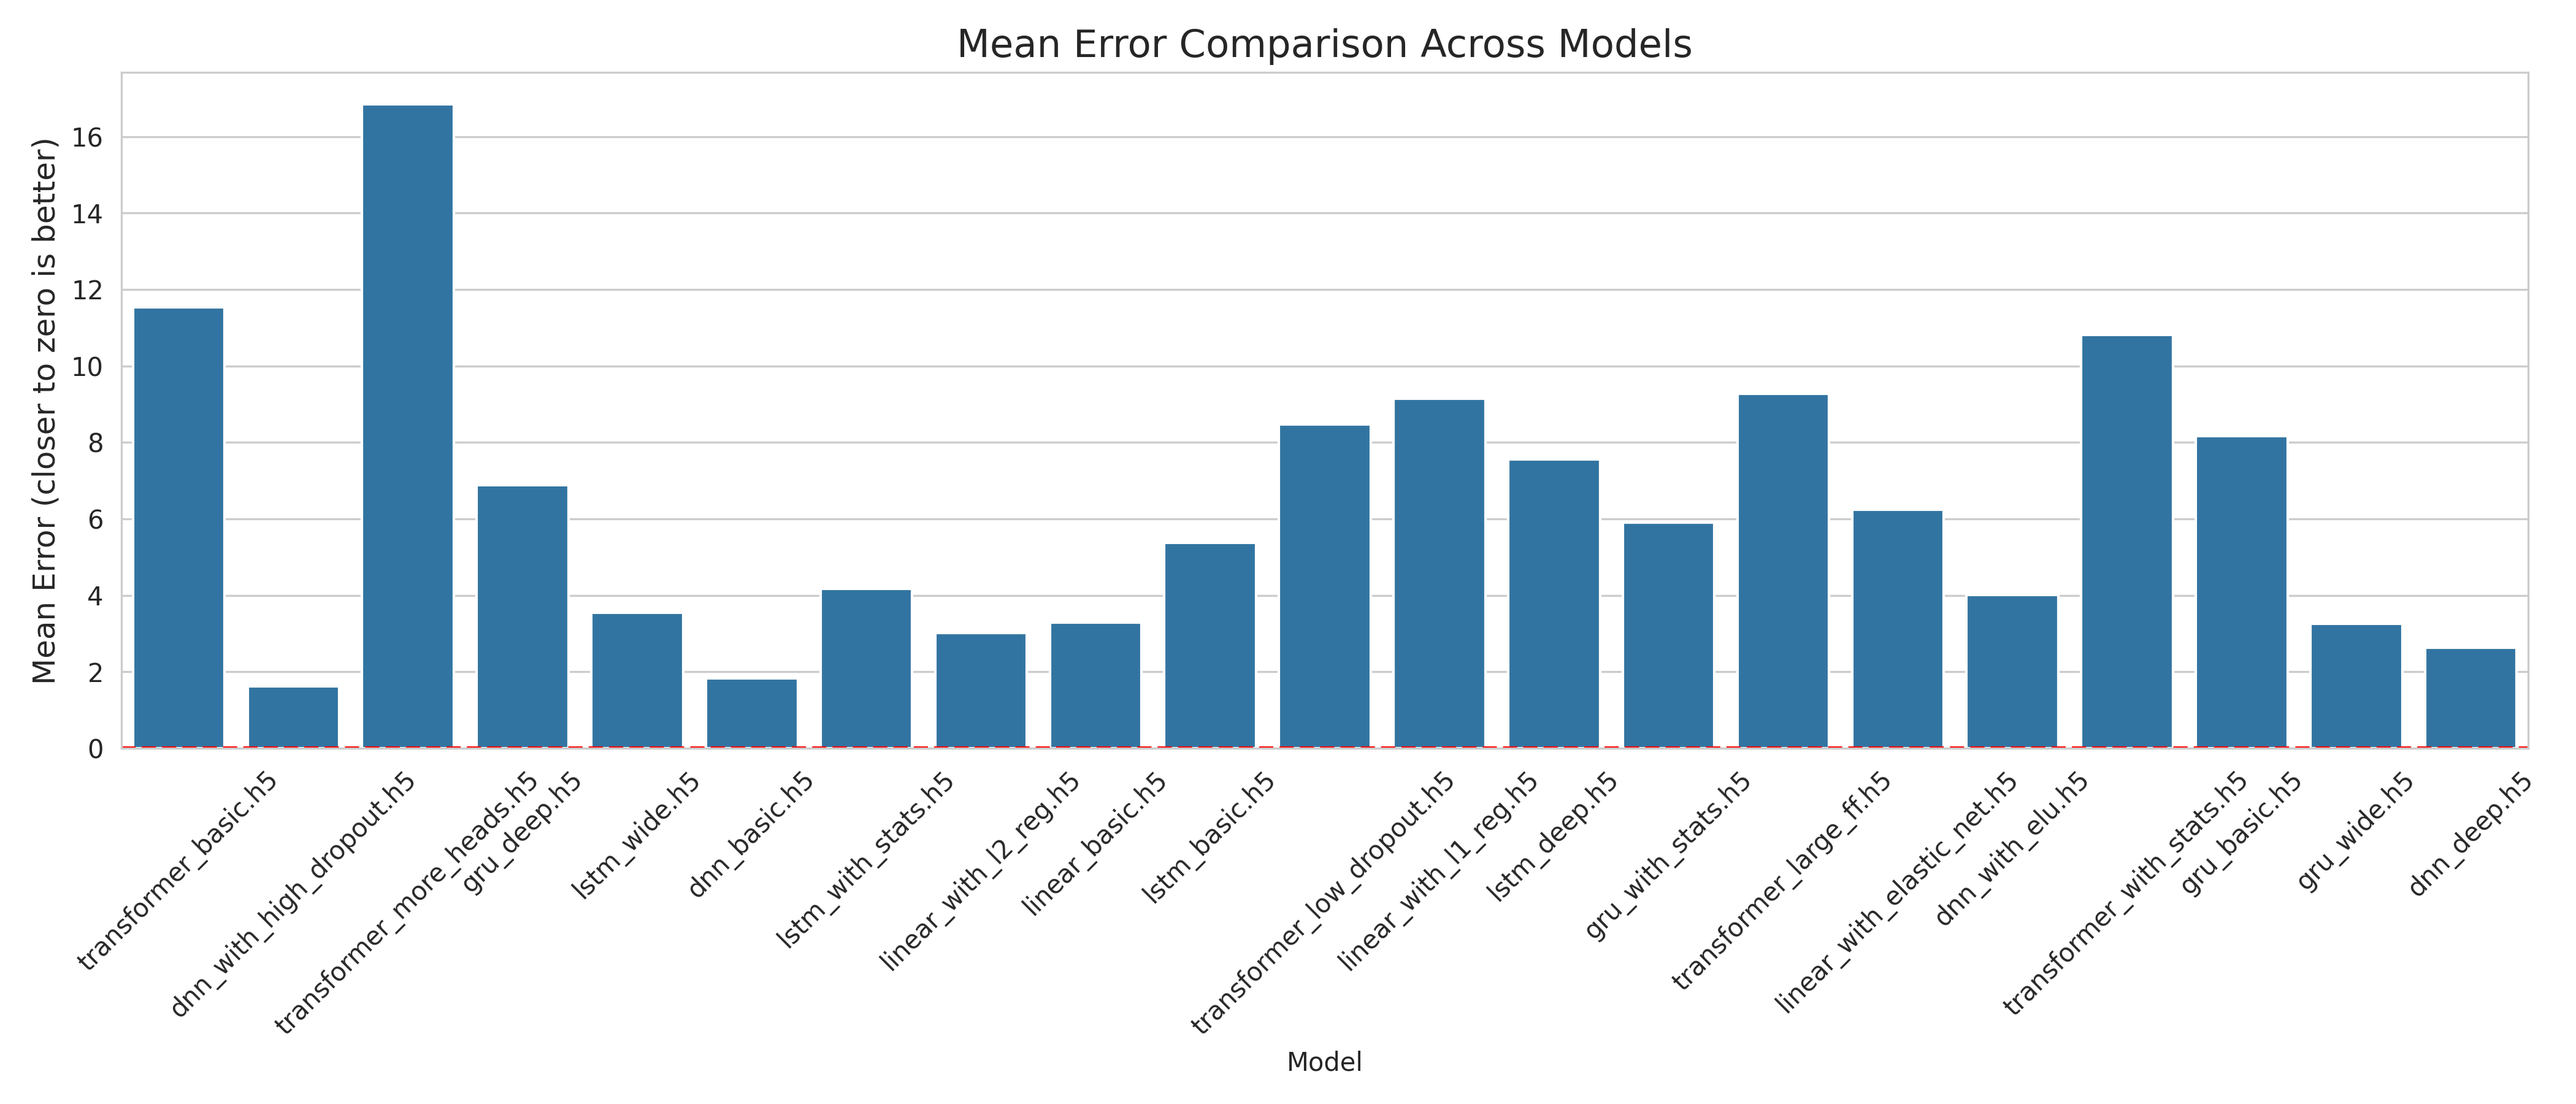 Mean Error Comparison Across Models
Mean Error (closer to zero is better)
16
14
12
10
8
6
4
2
0
transformer_basic.h5
dnn_with_high_dropout.h5
transformer_more_heads.h5
gru_deep.h5
lstm_wide.h5
dnn_basic.h5
lstm_with_stats.h5
linear_with_l2_reg.h5
linear_basic.h5
lstm_basic.h5
transformer_low_dropout.h5
linear_with_l1_reg.h5
lstm_deep.h5
gru_with_stats.h5
transformer_large_ff.h5
linear_with_elastic_net.h5
dnn_with_elu.h5
transformer_with_stats.h5
gru_basic.h5
gru_wide.h5
dnn_deep.h5
Model